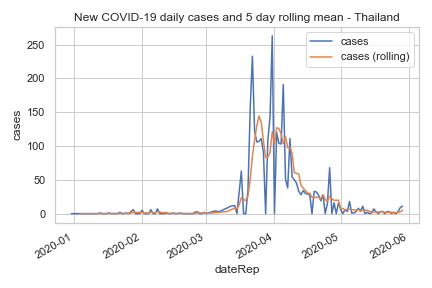 New COVID-19 daily cases and 5 day rolling mean - Thailand
cases
cases (rolling)
250
200
150
100
50
0
cases
2020-01
2020-02
2020-03
2020-04
2020-05
2020-06
dateRep